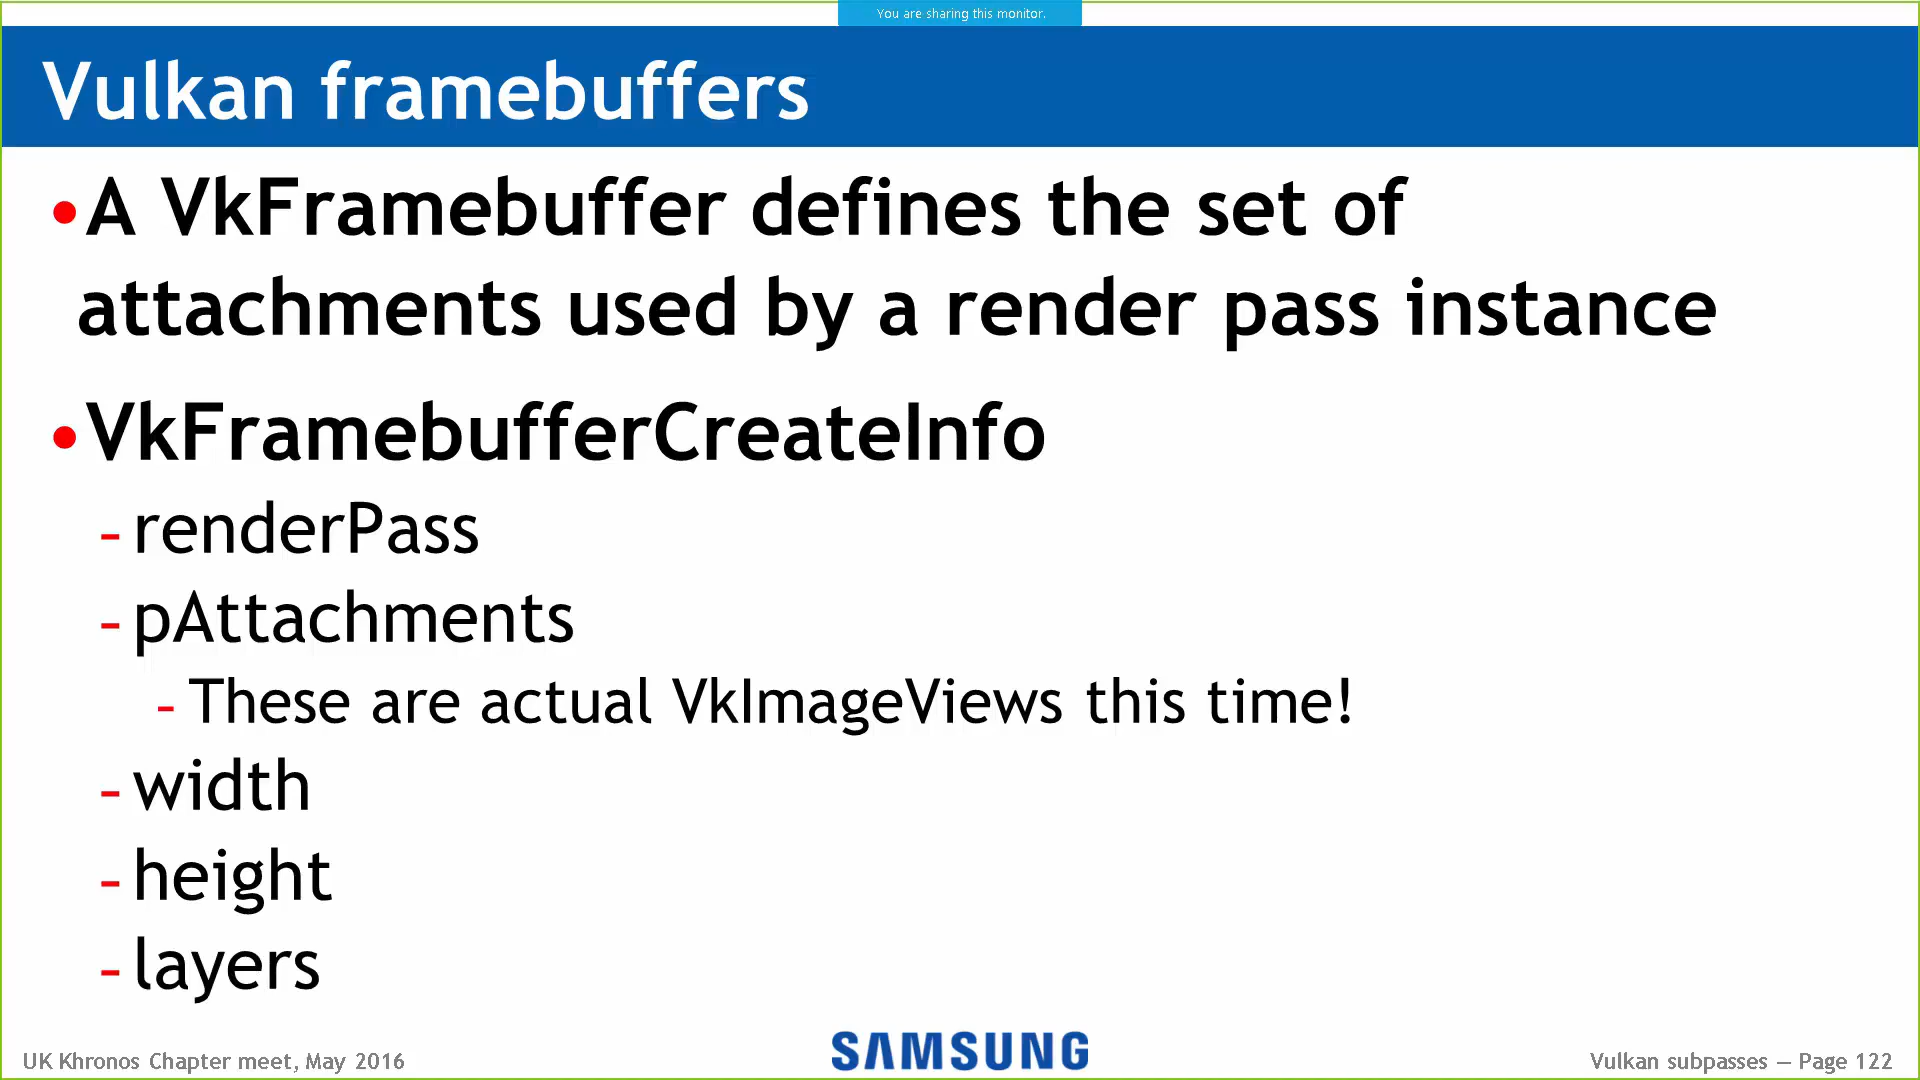 You are sharing this monitor.
Vulkan framebuffers
•A VkFramebuffer defines the set of
attachments used by a render pass instance
•VkFramebufferCreateInfo
-renderPass
-pAttachments
-These are actual VkImageViews this time!
-width
-height
-layers
UK Khronos Chapter meet, May 2016
SAMSUNG
Vulkan subpasses — Page 122